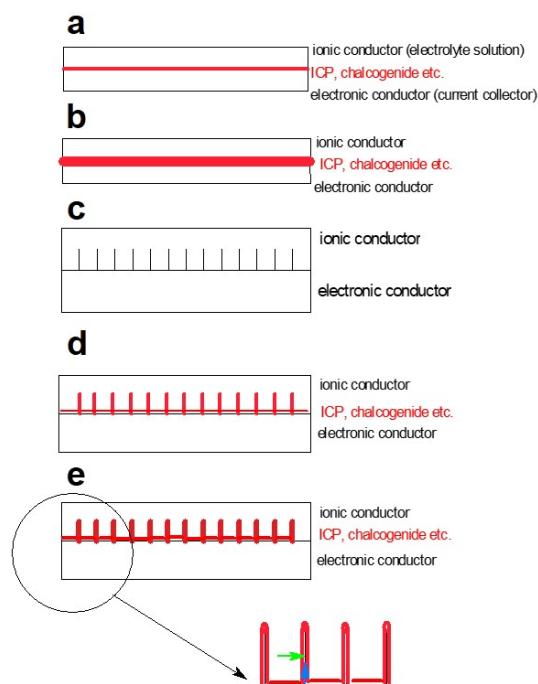 a
ionic conductor (electrolyte solution)
ICP, chalcogenide etc.
electronic conductor (current collector)
b
ionic conductor
ICP, chalcogenide etc.
electronic conductor
c
ionic conductor
electronic conductor
d
ionic conductor
ICP, chalcogenide etc.
electronic conductor
e
ionic conductor
ICP, chalcogenide etc.
electronic conductor